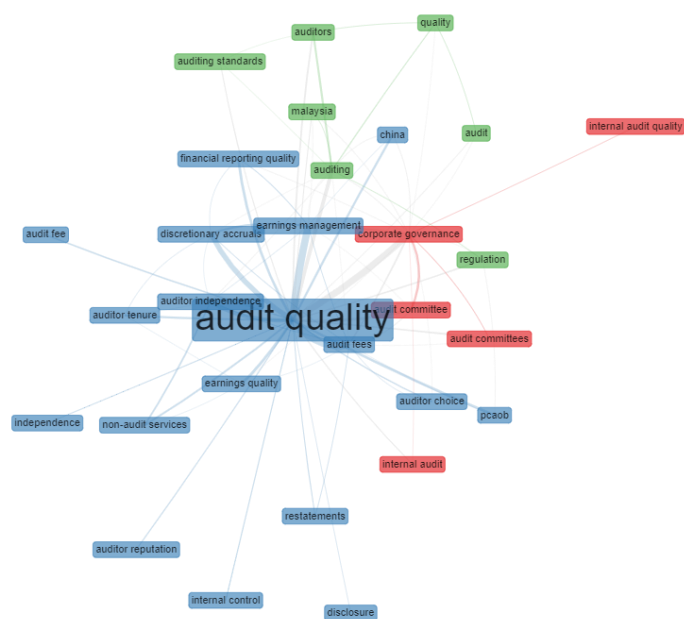 quality
auditors
auditing standards
malaysia
internal audit quality
china
audit
financial reporting quality
auditing
earnings management
discretionary accruals
corporate governance
audit fee
regulation
auditor independence
audit committee
auditor tenure
audit quality
audit committees
audit fees
earnings quality
auditor choice
pcaob
independence
non-audit services
internal audit
restatements
auditor reputation
internal control
disclosure